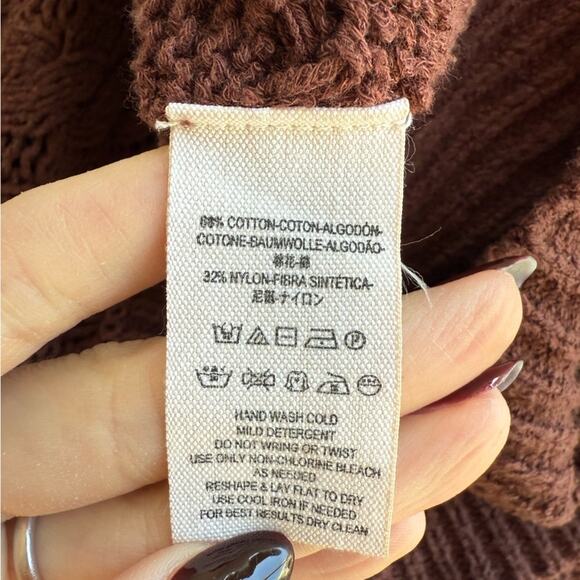 68% COTTON-COTON-ALGODÓN-
COTONE-BAUMWOLLE-ALGODÃO-
棉花-綿
32% NYLON-FIBRA SINTÉTICA-
尼龍-ナイロン
HAND WASH COLD
MILD DETERGENT
DO NOT WRING OR TWIST
USE ONLY NON-CHLORINE BLEACH
AS NEEDED
RESHAPE & LAY FLAT TO DRY
USE COOL IRON IF NEEDED
FOR BEST RESULTS DRY CLEAN